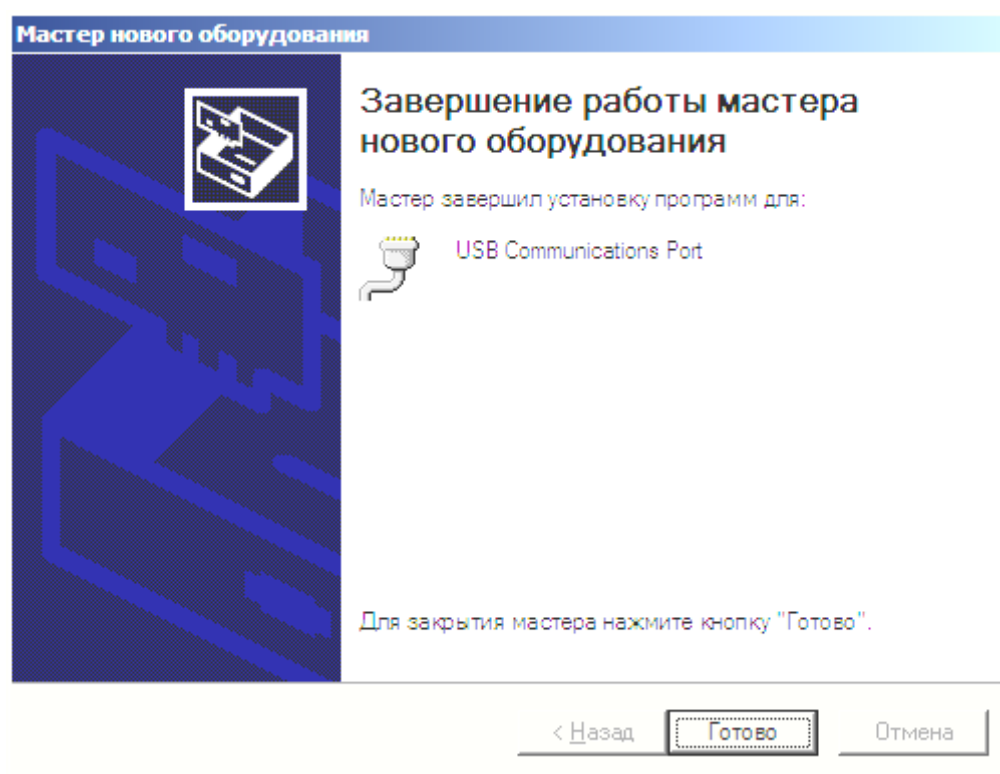 Мастер нового оборудования
Завершение работы мастера
нового оборудования
Мастер завершил установку программ для:
USB Communications Port
Для закрытия мастера нажмите кнопку "Готово".
< Назад Готово Отмена